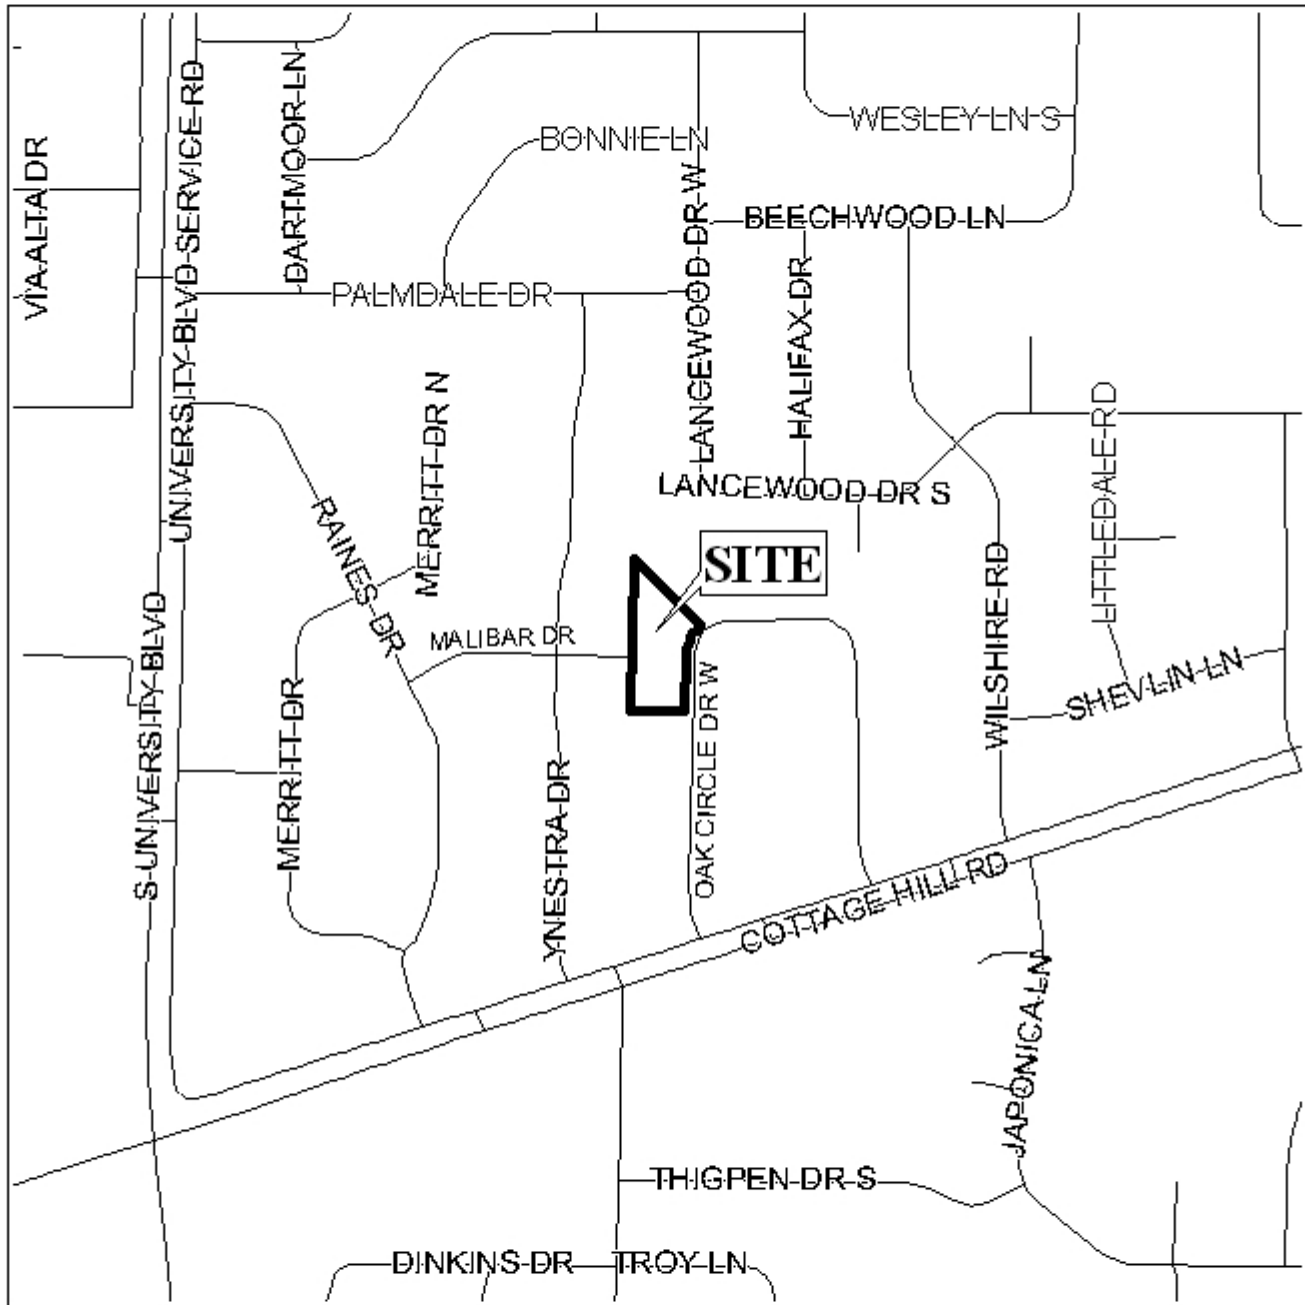 WESLEY LN S
BONNIE LN
DARTMOOR LN
UNIVERSITY BLVD SERVICE RD
VIA ALTA DR
LANCEWOOD DR W
BEECHWOOD LN
HALIFAX DR
PALMDALE DR
MERRITT DR N
LITTLEDALE RD
LANCEWOOD DR S
RAINES DR
SITE
WILSHIRE RD
MALIBAR DR
S UNIVERSITY BLVD
MERRITT DR
OAK CIRCLE DR W
SHEVLIN LN
YNESTRA DR
COTTAGE HILL RD
JAPONICA LN
THIGPEN DR S
DINKINS DR
TROY LN